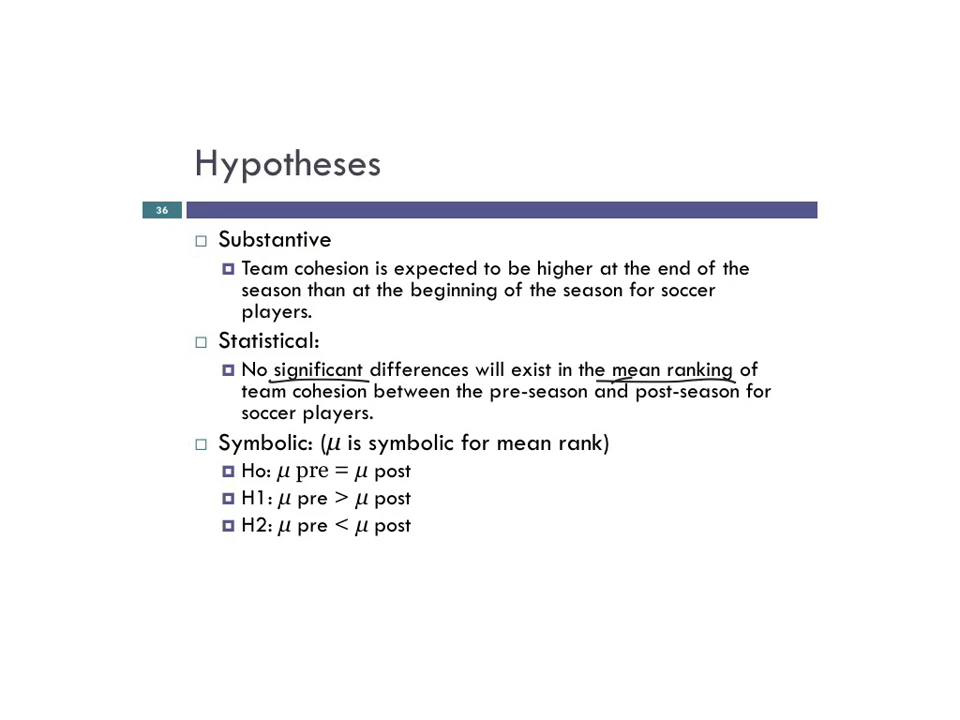 Hypotheses
36
Substantive
Team cohesion is expected to be higher at the end of the
season than at the beginning of the season for soccer
players.
Statistical:
No significant differences will exist in the mean ranking of
team cohesion between the pre-season and post-season for
soccer players.
Symbolic: (μ is symbolic for mean rank)
Ho: μ pre = μ post
H1: μ pre > μ post
H2: μ pre < μ post